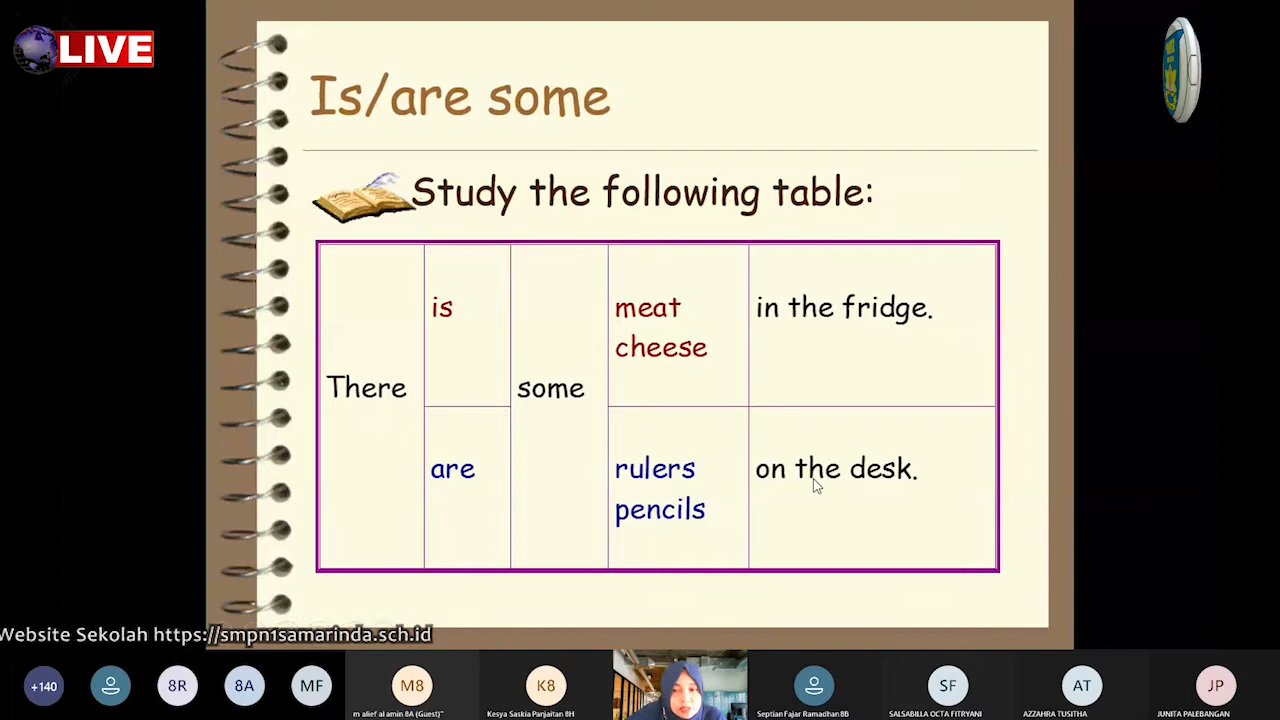 LIVE
Is/are some
Study the following table:
There
is
some
meat
cheese
in the fridge.
are
rulers
pencils
on the desk.
Website Sekolah https://smpn1samarinda.sch.id
+140
8R
8A
MF
M8
K8
SF
AT
JP
m alief al amin 8A (Guest)"
Kesya Saskia Panjaitan 8H
Septian Fajar Ramadhan 8B
SALSABILLA OCTA FITRYANI
AZZAHRA TUSITHA
JUNITA PALEBANGAN